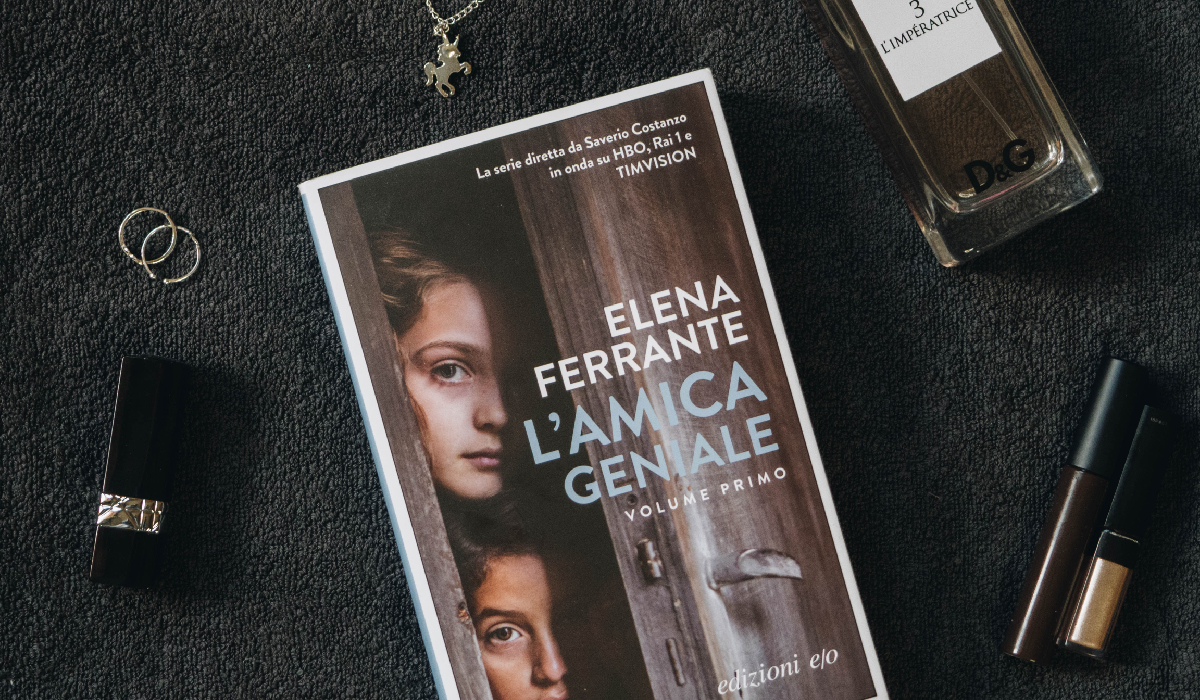 3
L'IMPÉRATRICE
D&G
La serie diretta da Saverio Costanzo
in onda su HBO, Rai 1 e
TIMVISION
ELENA
FERRANTE
L'AMICA
GENIALE
VOLUME PRIMO
edizioni e/o